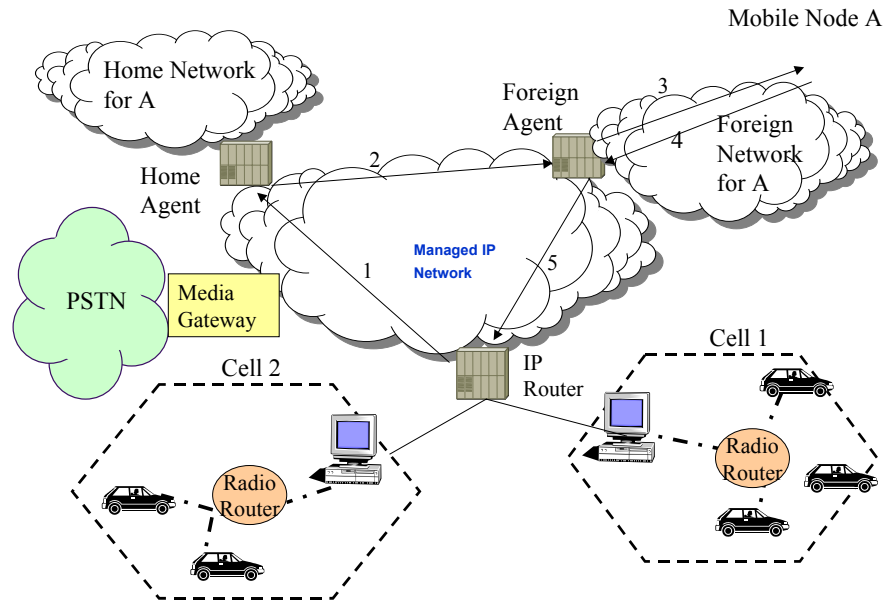 Mobile Node A
Home Network
for A
Foreign
Agent
3
4
Foreign
Network
for A
2
Home
Agent
Managed IP
Network
1
5
PSTN
Media
Gateway
IP
Router
Cell 2
Cell 1
Radio
Router
Radio
Router